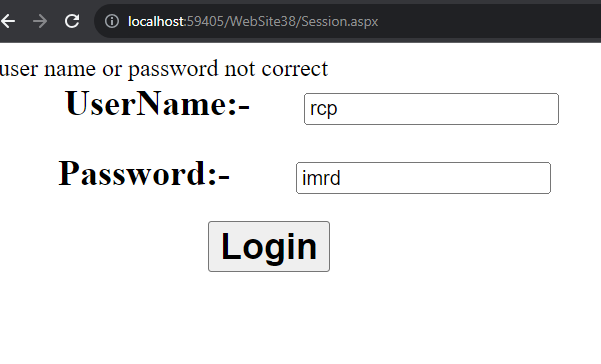 localhost:59405/WebSite38/Session.aspx
user name or password not correct
UserName:- rcp
Password:- imrd
Login